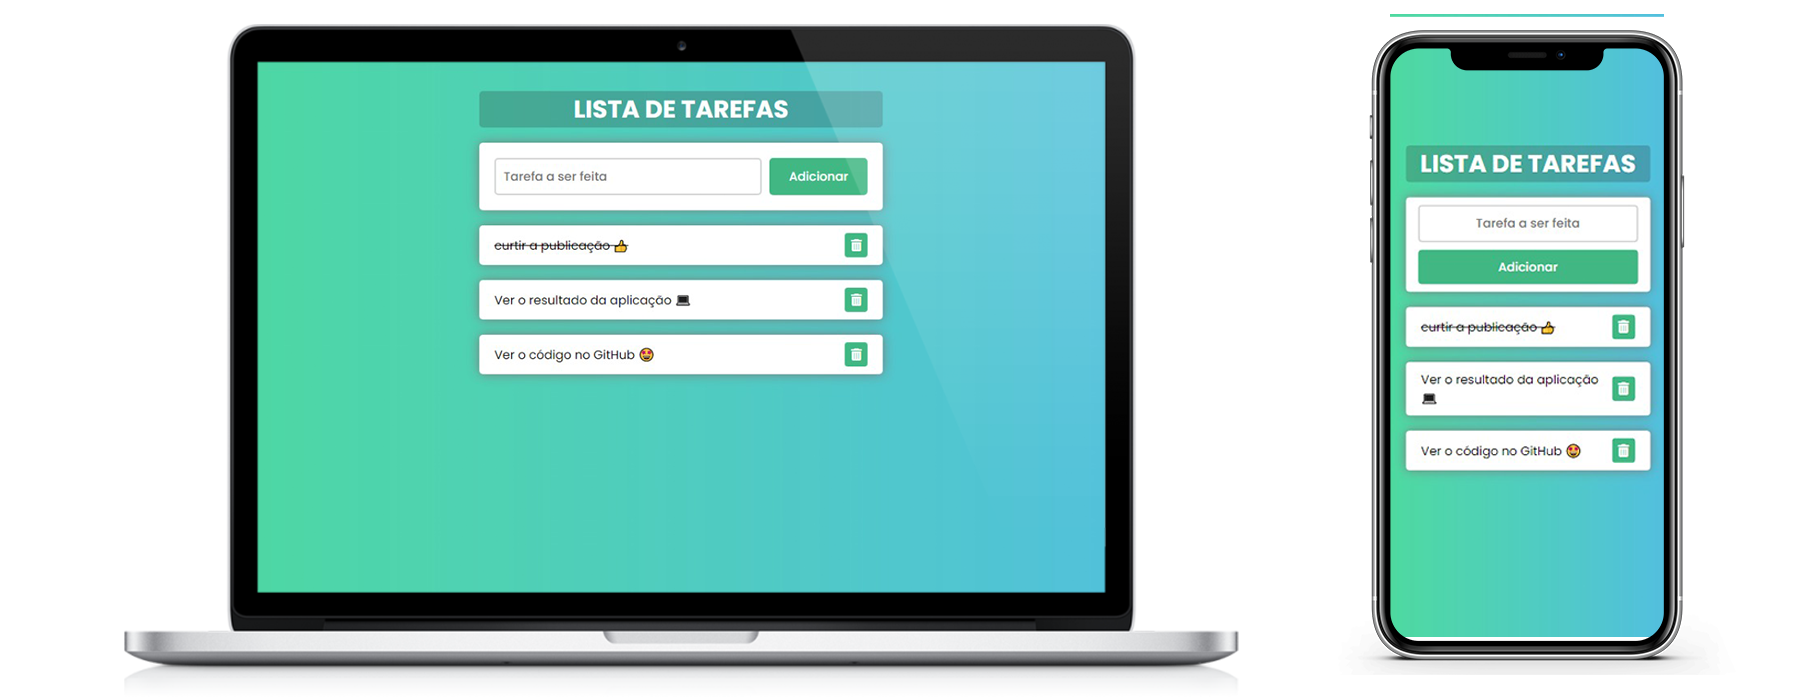 LISTA DE TAREFAS
Tarefa a ser feita
Adicionar
curtir a publicação 👍
Ver o resultado da aplicação 💻
Ver o código no GitHub 🤩
LISTA DE TAREFAS
Tarefa a ser feita
Adicionar
curtir a publicação 👍
Ver o resultado da aplicação
💻
Ver o código no GitHub 🤩